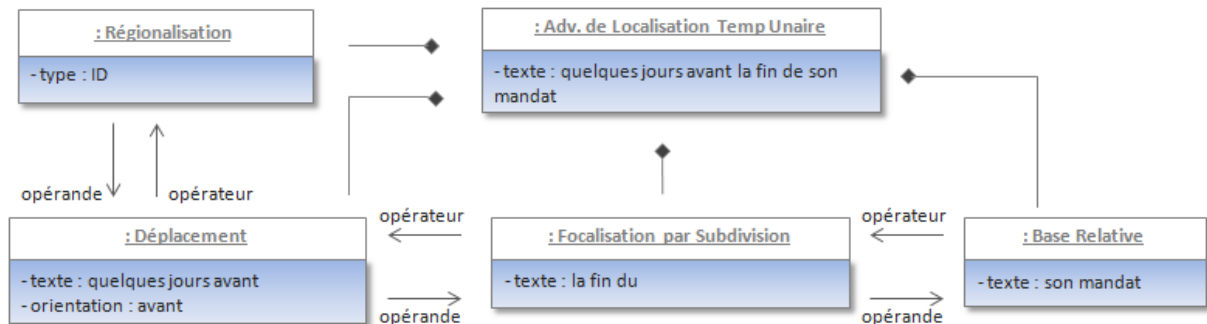 : Régionalisation
- type : ID
: Adv. de Localisation Temp Unaire
- texte : quelques jours avant la fin de son
mandat
opérande
opérateur
opérateur
opérateur
: Déplacement
- texte : quelques jours avant
- orientation : avant
: Focalisation par Subdivision
- texte : la fin du
: Base Relative
- texte : son mandat
opérande
opérande